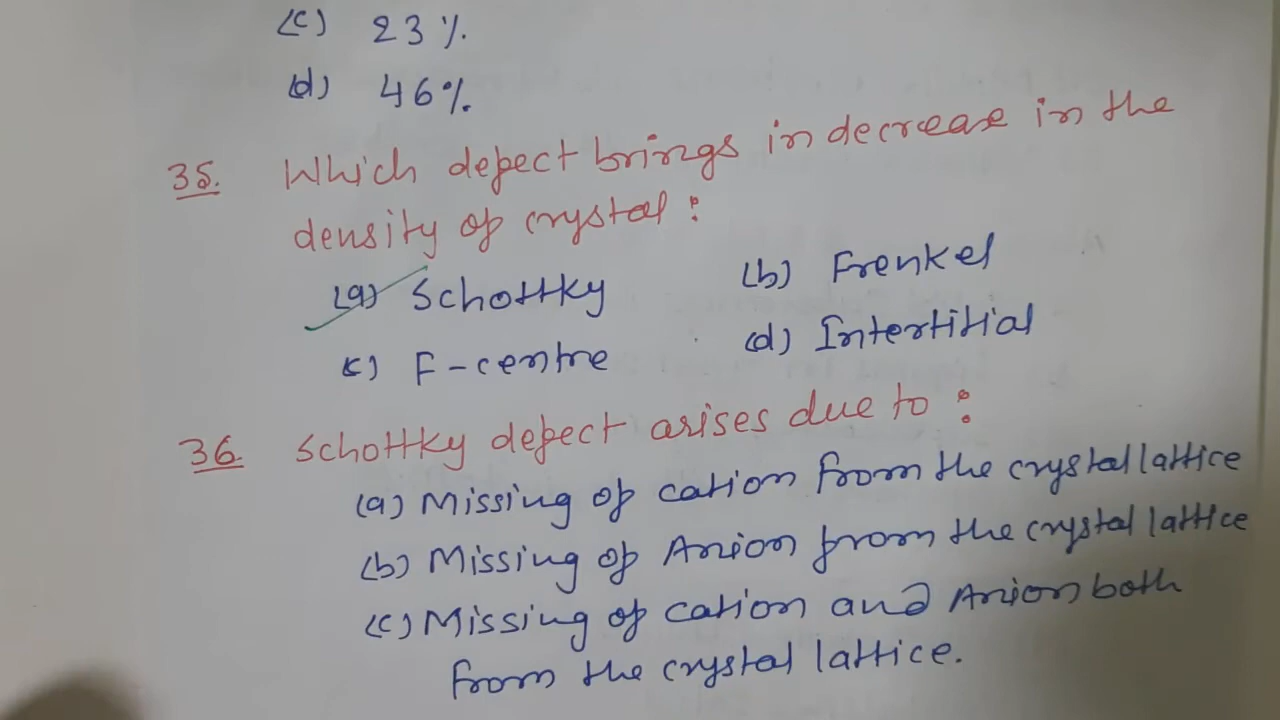 (c) 23%.
(d) 46%.
35. Which defect brings in decrease in the
density of crystal :
(a) Schottky (b) Frenkel
(c) F-centre (d) Intertitial
36. Schottky defect arises due to :
(a) Missing of cation from the crystal lattice
(b) Missing of Anion from the crystal lattice
(c) Missing of cation and Anion both
from the crystal lattice.